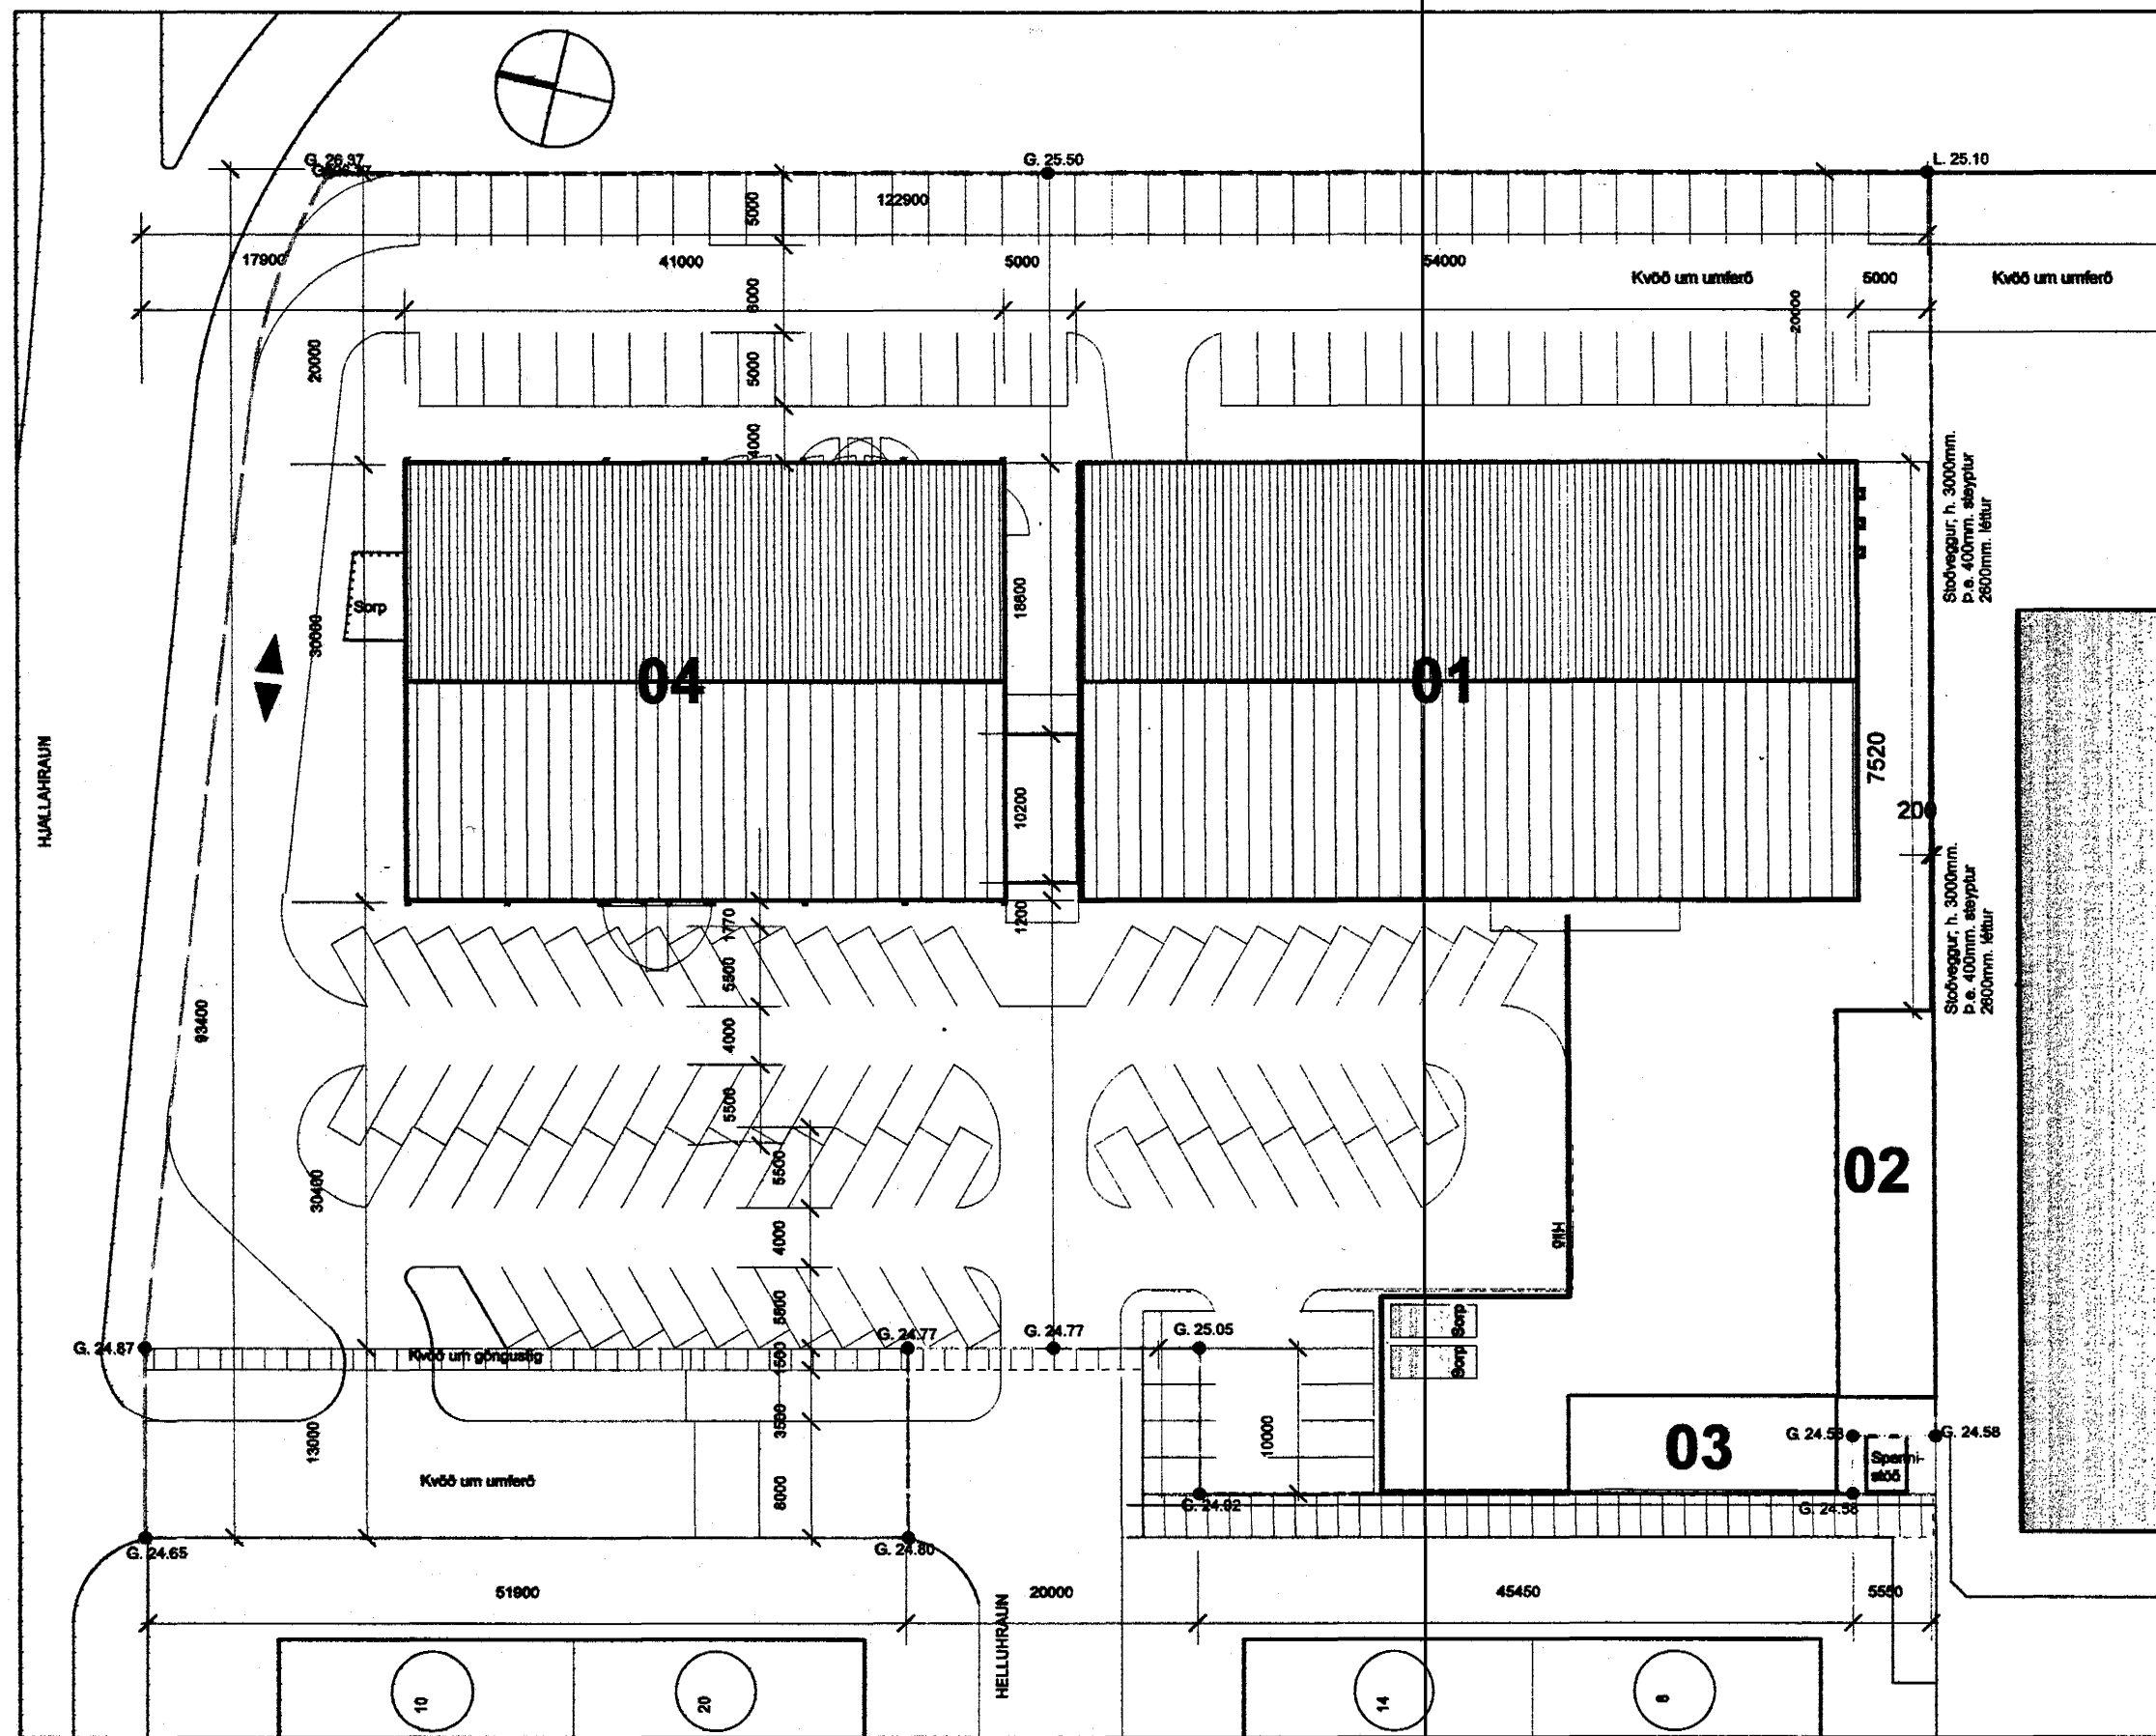 G. 26.37
G. 25.50
L. 25.10
122900
5000
17900
41000
5000
54000
Kvöð um umferð
5000
Kvöð um umferð
6000
20000
20000
5000
4000
Stoðveggur, h. 3000mm.
Þ.a. 400mm. steyptur
2600mm. léttur
Sorp
18600
30000
04
01
HJALLAHRAUN
7520
10200
200
Stoðveggur, h. 3000mm.
Þ.a. 400mm. steyptur
2600mm. léttur
1770
1200
5500
93400
4000
5500
02
5500
30400
4000
Hlið
5500
Sorp
G. 24.87
G. 24.77
G. 24.77
G. 25.05
Kvöð um göngustíg
1500
Sorp
3500
13000
10000
03
G. 24.53
G. 24.58
Spenni-
stöð
Kvöð um umferð
8000
G. 24.92
G. 24.58
G. 24.65
G. 24.80
51900
20000
45450
5550
HELLUHRAUN
10
20
14